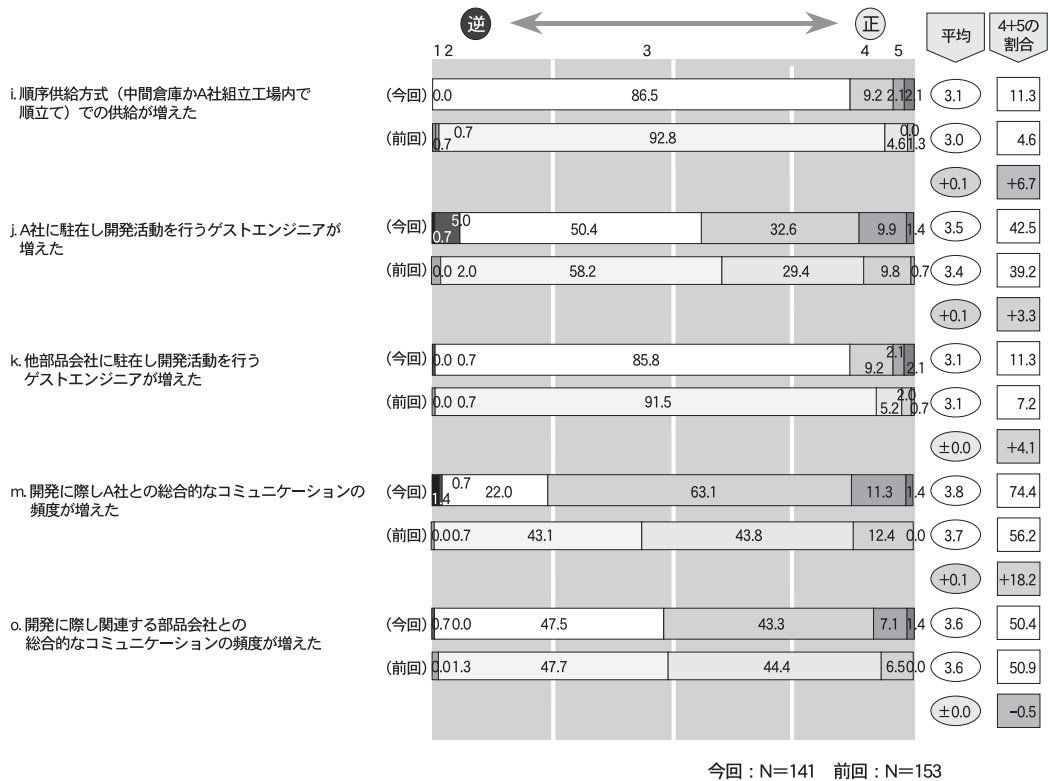 逆 正 平均 4+5の
割合
1 2 3 4 5
i. 順序供給方式（中間倉庫かA社組立工場内で
順立て）での供給が増えた
（今回） 0.0 86.5 9.2 2.1 2.1 3.1 11.3
（前回） 0.7 0.7 92.8 4.6 0.0 1.3 3.0 4.6
+0.1 +6.7
j. A社に駐在し開発活動を行うゲストエンジニアが
増えた
（今回） 0.7 5.0 50.4 32.6 9.9 1.4 3.5 42.5
（前回） 0.0 2.0 58.2 29.4 9.8 0.7 3.4 39.2
+0.1 +3.3
k. 他部品会社に駐在し開発活動を行う
ゲストエンジニアが増えた
（今回） 0.0 0.7 85.8 9.2 2.1 2.1 3.1 11.3
（前回） 0.0 0.7 91.5 5.2 2.0 0.7 3.1 7.2
±0.0 +4.1
m. 開発に際しA社との総合的なコミュニケーションの
頻度が増えた
（今回） 1.4 0.7 22.0 63.1 11.3 1.4 3.8 74.4
（前回） 0.0 0.7 43.1 43.8 12.4 0.0 3.7 56.2
+0.1 +18.2
o. 開発に際し関連する部品会社との
総合的なコミュニケーションの頻度が増えた
（今回） 0.7 0.0 47.5 43.3 7.1 1.4 3.6 50.4
（前回） 0.0 1.3 47.7 44.4 6.5 0.0 3.6 50.9
±0.0 −0.5
今回：N＝141　前回：N＝153